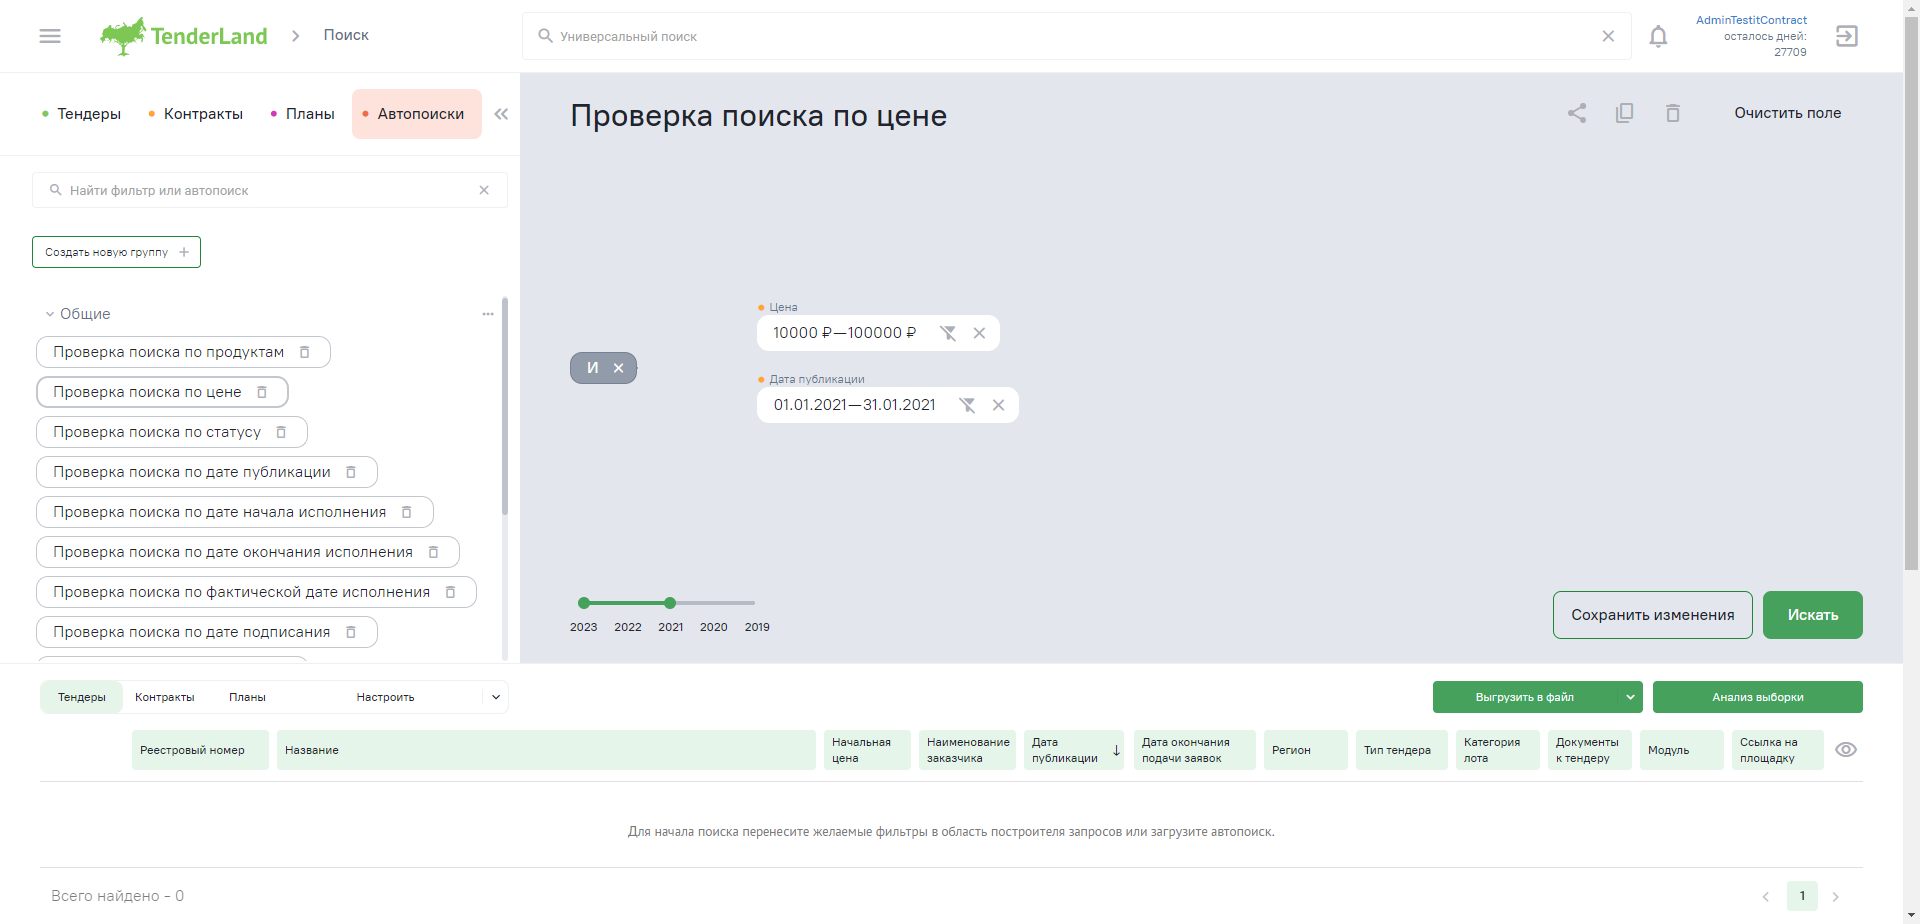 TenderLand
Поиск
Универсальный поиск
AdminTestitContract
осталось дней:
27709
Тендеры
Контракты
Планы
Автопоиски
Проверка поиска по цене
Очистить поле
Найти фильтр или автопоиск
Создать новую группу
Общие
Проверка поиска по продуктам
Проверка поиска по цене
Проверка поиска по статусу
Проверка поиска по дате публикации
Проверка поиска по дате начала исполнения
Проверка поиска по дате окончания исполнения
Проверка поиска по фактической дате исполнения
Проверка поиска по дате подписания
Цена
10000 ₽—100000 ₽
И
Дата публикации
01.01.2021—31.01.2021
2023 2022 2021 2020 2019
Сохранить изменения
Искать
Тендеры
Контракты
Планы
Настроить
Выгрузить в файл
Анализ выборки
Реестровый номер
Название
Начальная
цена
Наименование
заказчика
Дата
публикации
Дата окончания
подачи заявок
Регион
Тип тендера
Категория
лота
Документы
к тендеру
Модуль
Ссылка на
площадку
Для начала поиска перенесите желаемые фильтры в область построителя запросов или загрузите автопоиск.
Всего найдено - 0
1